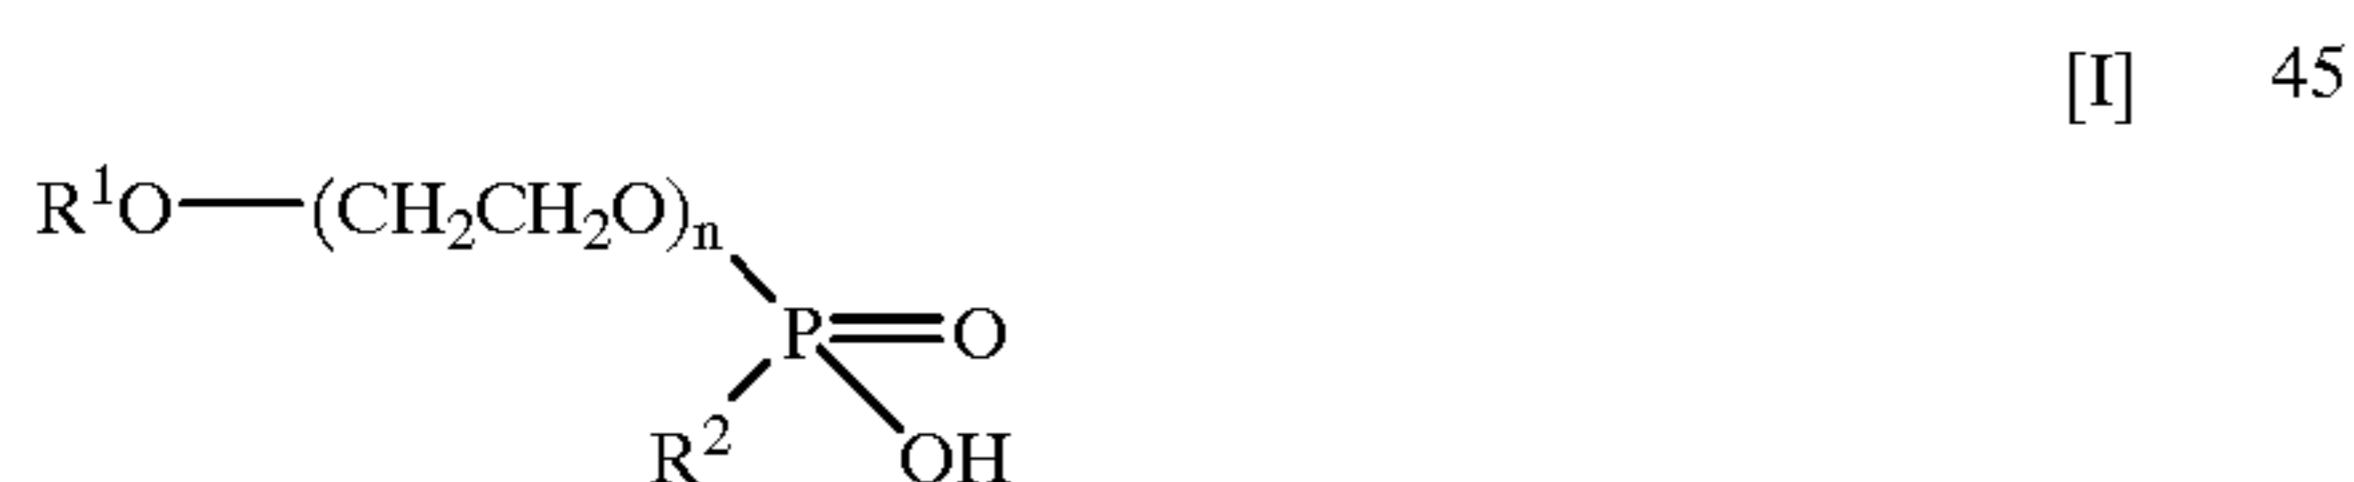 [I] 45
R¹O—(CH₂CH₂O)ₙ
P=O
R² OH